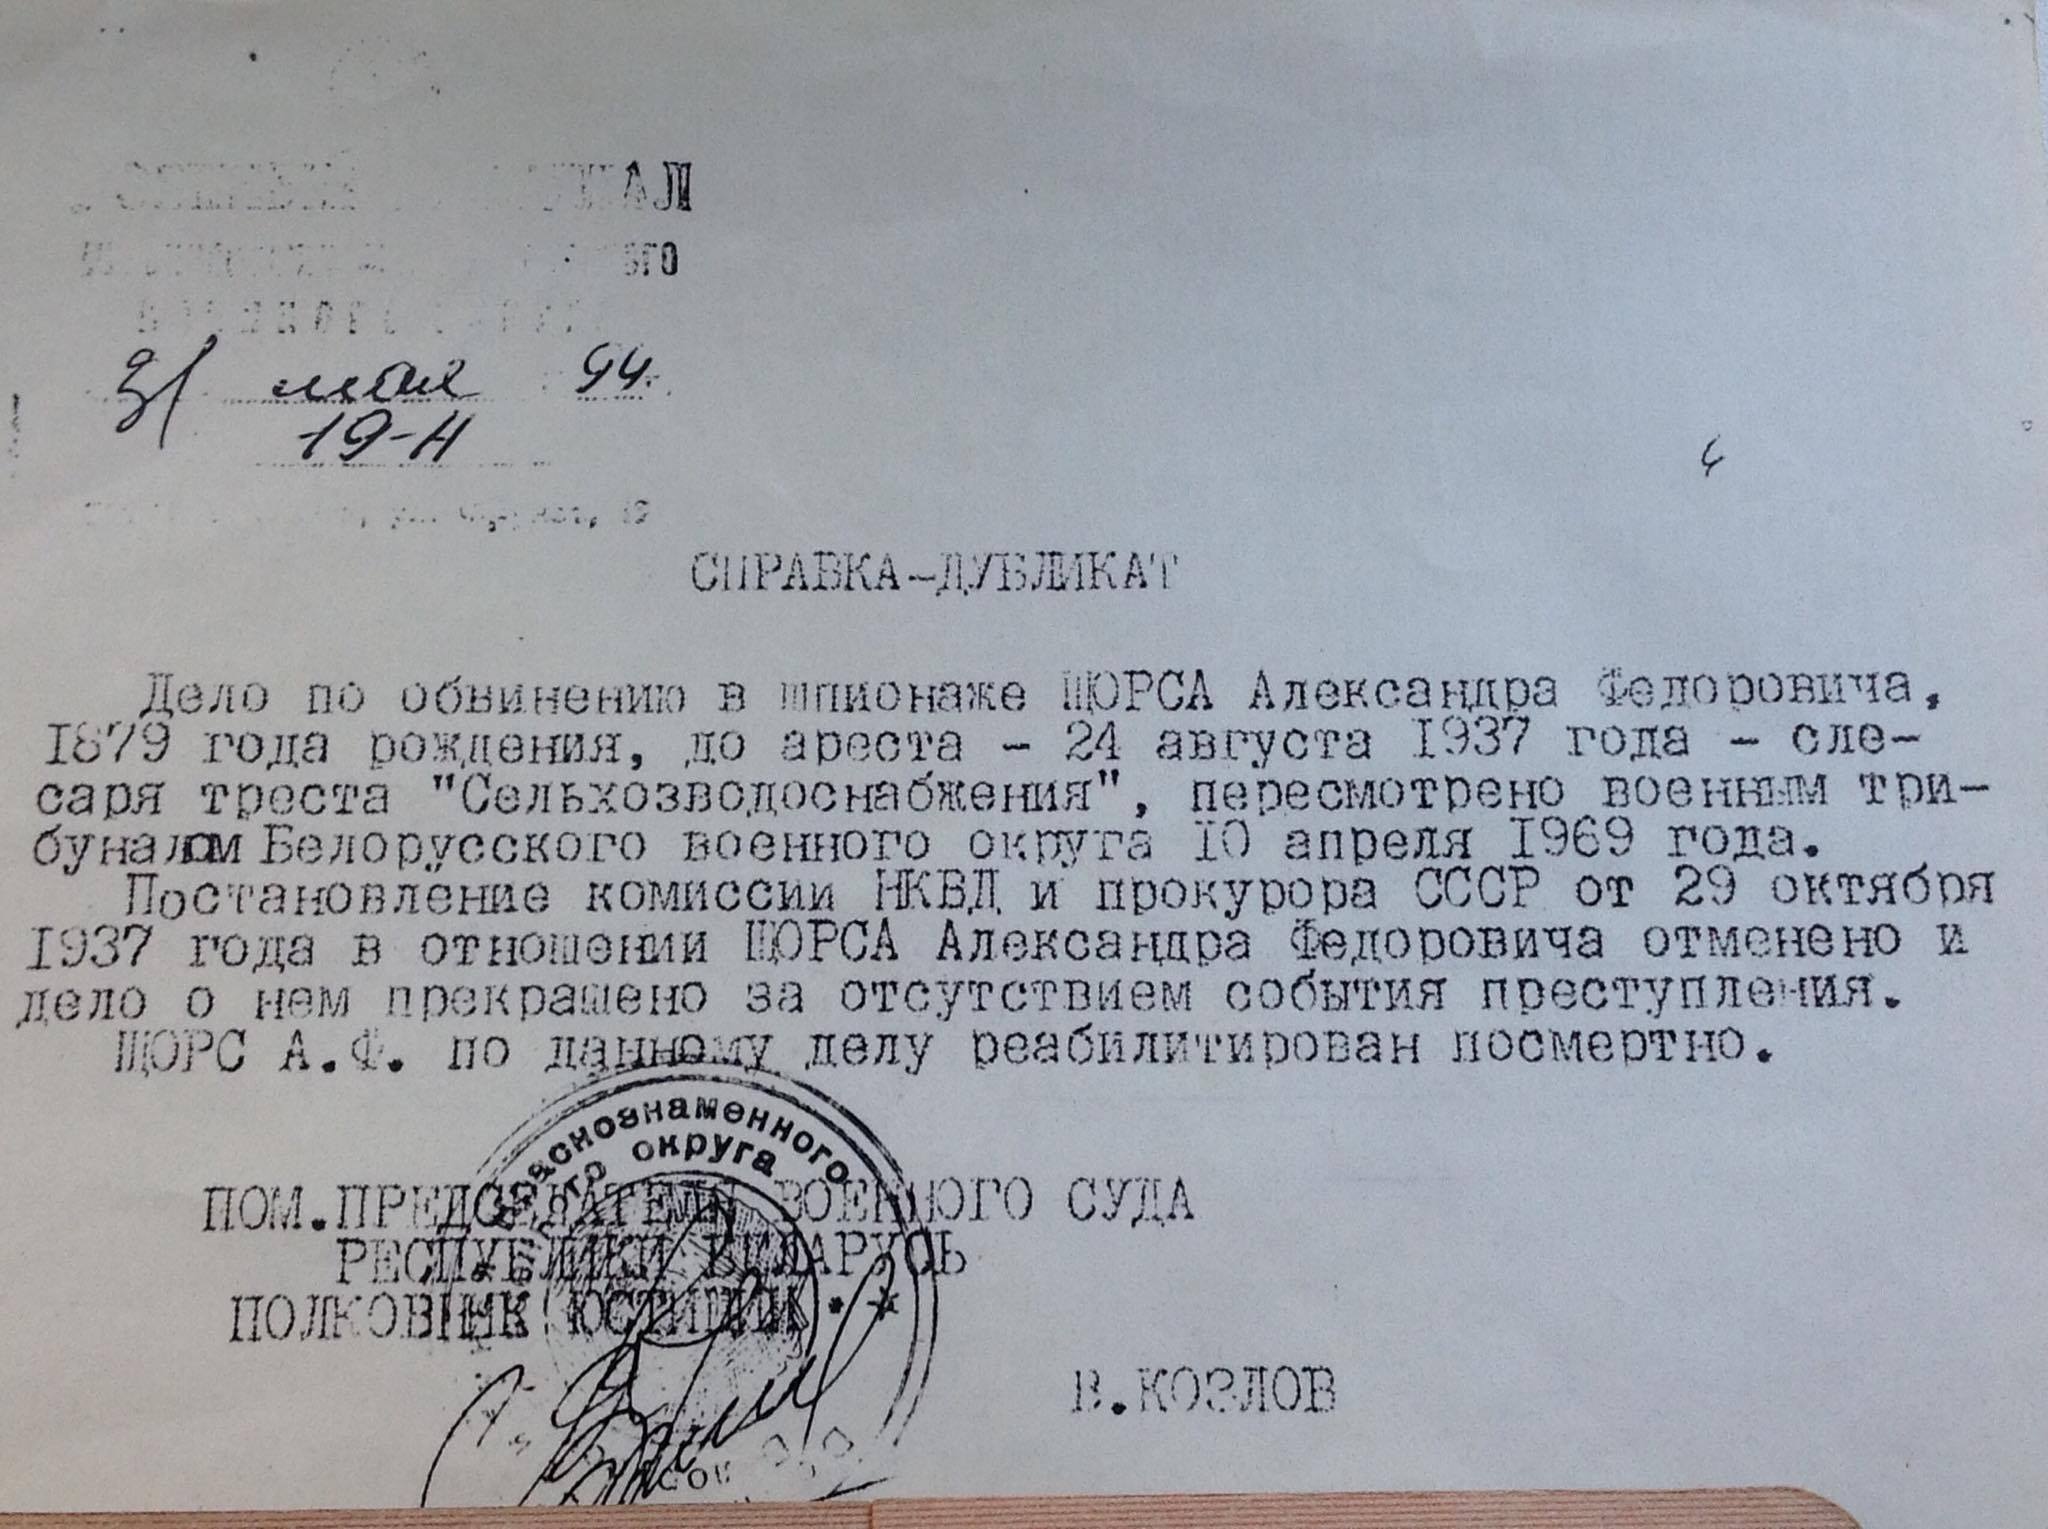 31 мая 94г.
19-Н
СПРАВКА-ДУБЛИКАТ
Дело по обвинению в шпионаже ЩОРСА Александра Федоровича,
1879 года рождения, до ареста - 24 августа 1937 года - сле-
саря треста "Сельхозводоснабжения", пересмотрено военным три-
буналом Белорусского военного округа 10 апреля 1969 года.
Постановление комиссии НКВД и прокурора СССР от 29 октября
1937 года в отношении ЩОРСА Александра Федоровича отменено и
дело о нем прекращено за отсутствием события преступления.
ЩОРС А.Ф. по данному делу реабилитирован посмертно.
Краснознаменного
округа
ПОМ.ПРЕДСЕДАТЕЛЯ ВОЕННОГО СУДА
РЕСПУБЛИКИ БЕЛАРУСЬ
ПОЛКОВНИК ЮСТИЦИИ
В.КОЗЛОВ